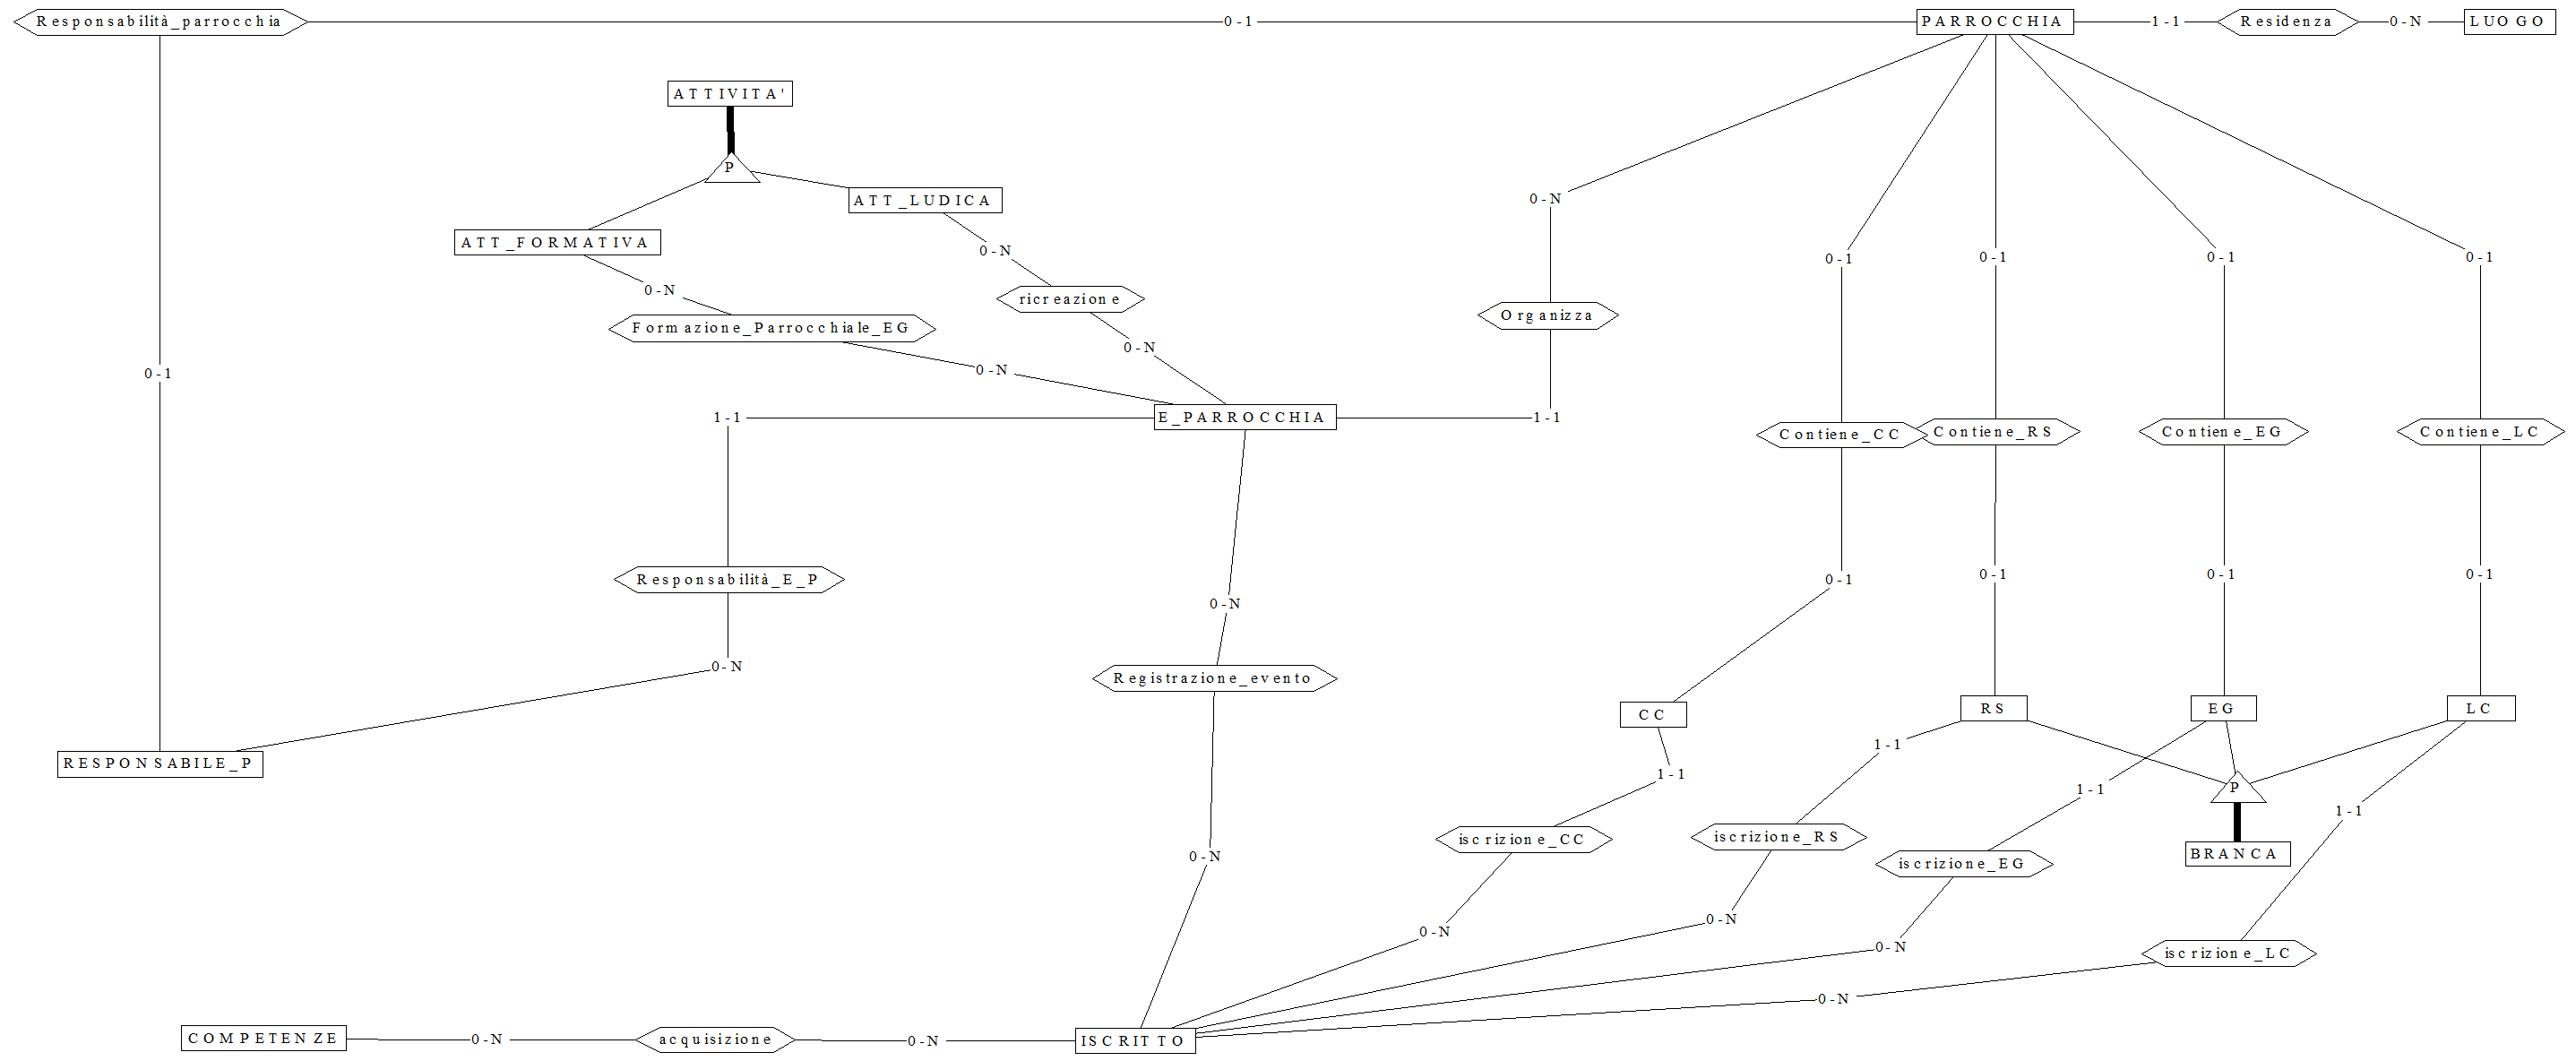 Responsabilità_parrocchia
0-1
PARROCCHIA
1-1
Residenza
0-N
LUOGO
ATTIVITA'
P
ATT_LUDICA
0-N
ATT_FORMATIVA
0-N
0-N
0-1
0-1
0-1
0-1
ricreazione
Organizza
Formazione_Parrocchiale_EG
0-N
0-N
0-1
1-1
E_PARROCCHIA
1-1
Contiene_CC
Contiene_RS
Contiene_EG
Contiene_LC
Responsabilità_E_P
0-1
0-1
0-1
0-1
0-N
0-N
Registrazione_evento
CC
RS
EG
LC
1-1
RESPONSABILE_P
1-1
P
1-1
1-1
iscrizione_CC
iscrizione_RS
0-N
BRANCA
iscrizione_EG
0-N
0-N
0-N
iscrizione_LC
0-N
COMPETENZE
0-N
acquisizione
0-N
ISCRITTO